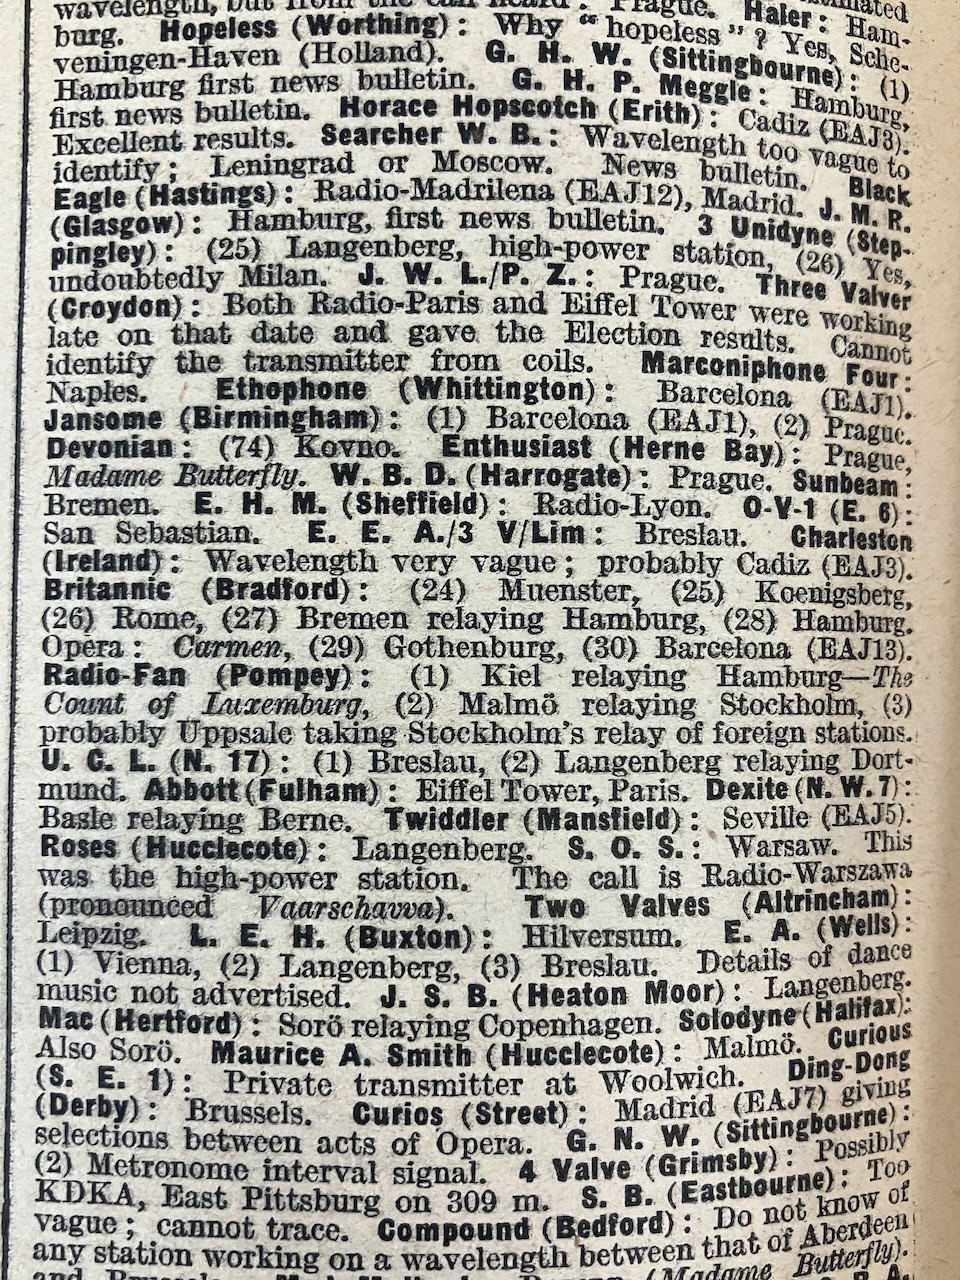 wavelength, but from the call heard: Prague. Haler: Ham-
burg. Hopeless (Worthing): Why "hopeless"? Yes, Sche-
veningen-Haven (Holland). G. H. W. (Sittingbourne): (1)
Hamburg first news bulletin. G. H. P. Meggle: Hamburg,
first news bulletin. Horace Hopscotch (Erith): Cadiz (EAJ3).
Excellent results. Searcher W. B.: Wavelength too vague to
identify; Leningrad or Moscow. News bulletin. Black
Eagle (Hastings): Radio-Madrilena (EAJ12), Madrid. J. M. R.
(Glasgow): Hamburg, first news bulletin. 3 Unidyne (Step-
pingley): (25) Langenberg, high-power station, (26) Yes,
undoubtedly Milan. J. W. L./P. Z.: Prague. Three Valver
(Croydon): Both Radio-Paris and Eiffel Tower were working
late on that date and gave the Election results. Cannot
identify the transmitter from coils. Marconiphone Four:
Naples. Ethophone (Whittington): Barcelona (EAJ1).
Jansome (Birmingham): (1) Barcelona (EAJ1), (2) Prague.
Devonian: (74) Kovno. Enthusiast (Herne Bay): Prague,
Madame Butterfly. W. B. D. (Harrogate): Prague. Sunbeam:
Bremen. E. H. M. (Sheffield): Radio-Lyon. O-V-1 (E. 6):
San Sebastian. E. E. A./3 V/Lim: Breslau. Charleston
(Ireland): Wavelength very vague; probably Cadiz (EAJ3).
Britannic (Bradford): (24) Muenster, (25) Koenigsberg,
(26) Rome, (27) Bremen relaying Hamburg, (28) Hamburg.
Opera: Carmen, (29) Gothenburg, (30) Barcelona (EAJ13).
Radio-Fan (Pompey): (1) Kiel relaying Hamburg—The
Count of Luxemburg, (2) Malmö relaying Stockholm, (3)
probably Uppsale taking Stockholm's relay of foreign stations.
U. C. L. (N. 17): (1) Breslau, (2) Langenberg relaying Dort-
mund. Abbott (Fulham): Eiffel Tower, Paris. Dexite (N. W. 7):
Basle relaying Berne. Twiddler (Mansfield): Seville (EAJ5).
Roses (Hucclecote): Langenberg. S. O. S.: Warsaw. This
was the high-power station. The call is Radio-Warszawa
(pronounced Vaarschavva). Two Valves (Altrincham):
Leipzig. L. E. H. (Buxton): Hilversum. E. A. (Wells):
(1) Vienna, (2) Langenberg, (3) Breslau. Details of dance
music not advertised. J. S. B. (Heaton Moor): Langenberg.
Mac (Hertford): Sorö relaying Copenhagen. Solodyne (Halifax):
Also Sorö. Maurice A. Smith (Hucclecote): Malmö. Curious
(S. E. 1): Private transmitter at Woolwich. Ding-Dong
(Derby): Brussels. Curios (Street): Madrid (EAJ7) giving
selections between acts of Opera. G. N. W. (Sittingbourne):
(2) Metronome interval signal. 4 Valve (Grimsby): Possibly
KDKA, East Pittsburg on 309 m. S. B. (Eastbourne): Too
vague; cannot trace. Compound (Bedford): Do not know of
any station working on a wavelength between that of Aberdeen
and (Madame Butterfly).